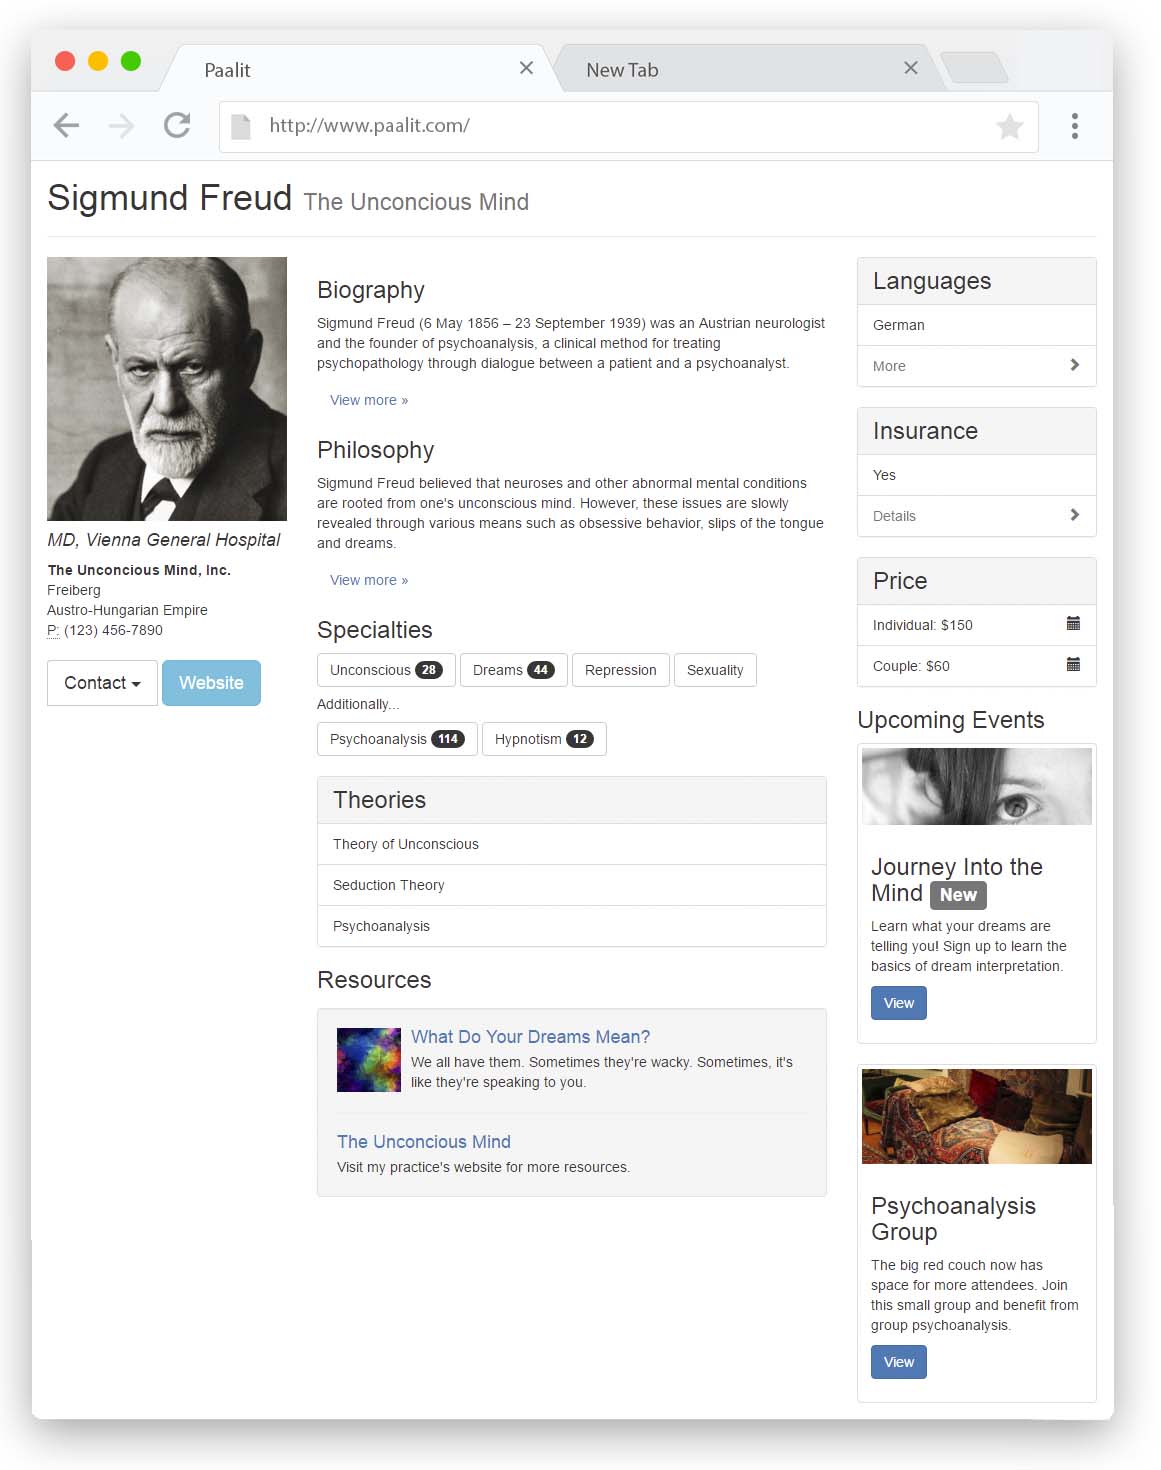 Paalit
New Tab
http://www.paalit.com/
Sigmund Freud The Unconcious Mind
MD, Vienna General Hospital
The Unconcious Mind, Inc.
Freiberg
Austro-Hungarian Empire
P: (123) 456-7890
Contact
Website
Biography
Sigmund Freud (6 May 1856 – 23 September 1939) was an Austrian neurologist
and the founder of psychoanalysis, a clinical method for treating
psychopathology through dialogue between a patient and a psychoanalyst.
View more »
Philosophy
Sigmund Freud believed that neuroses and other abnormal mental conditions
are rooted from one's unconscious mind. However, these issues are slowly
revealed through various means such as obsessive behavior, slips of the tongue
and dreams.
View more »
Specialties
Unconscious 28 Dreams 44 Repression Sexuality
Additionally...
Psychoanalysis 114 Hypnotism 12
Theories
Theory of Unconscious
Seduction Theory
Psychoanalysis
Resources
What Do Your Dreams Mean?
We all have them. Sometimes they're wacky. Sometimes, it's
like they're speaking to you.
The Unconcious Mind
Visit my practice's website for more resources.
Languages
German
More
Insurance
Yes
Details
Price
Individual: $150
Couple: $60
Upcoming Events
Journey Into the
Mind New
Learn what your dreams are
telling you! Sign up to learn the
basics of dream interpretation.
View
Psychoanalysis
Group
The big red couch now has
space for more attendees. Join
this small group and benefit from
group psychoanalysis.
View